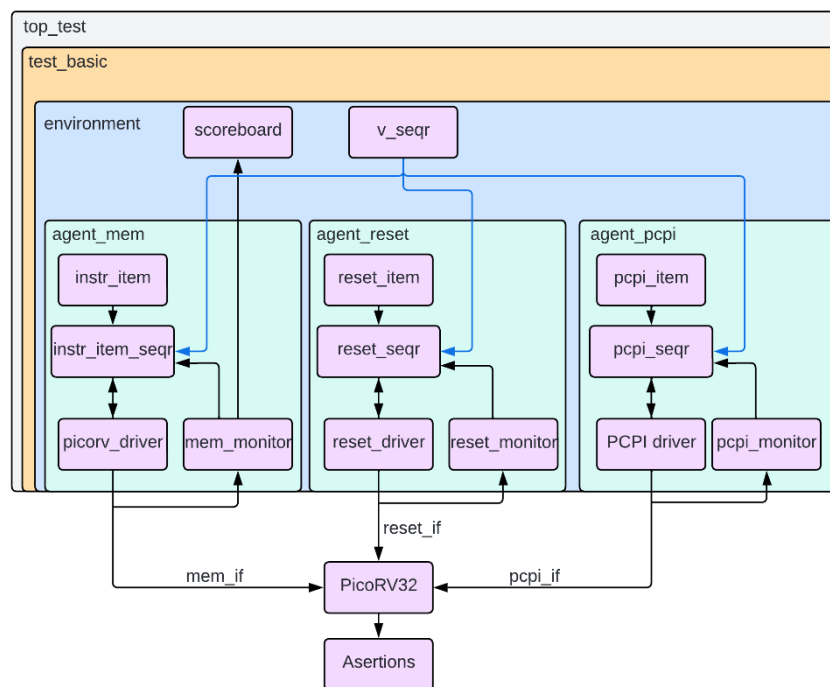 top_test
test_basic
environment
scoreboard
v_seqr
agent_mem
agent_reset
agent_pcpi
instr_item
reset_item
pcpi_item
instr_item_seqr
reset_seqr
pcpi_seqr
picorv_driver
mem_monitor
reset_driver
reset_monitor
PCPI driver
pcpi_monitor
reset_if
mem_if
PicoRV32
pcpi_if
Asertions